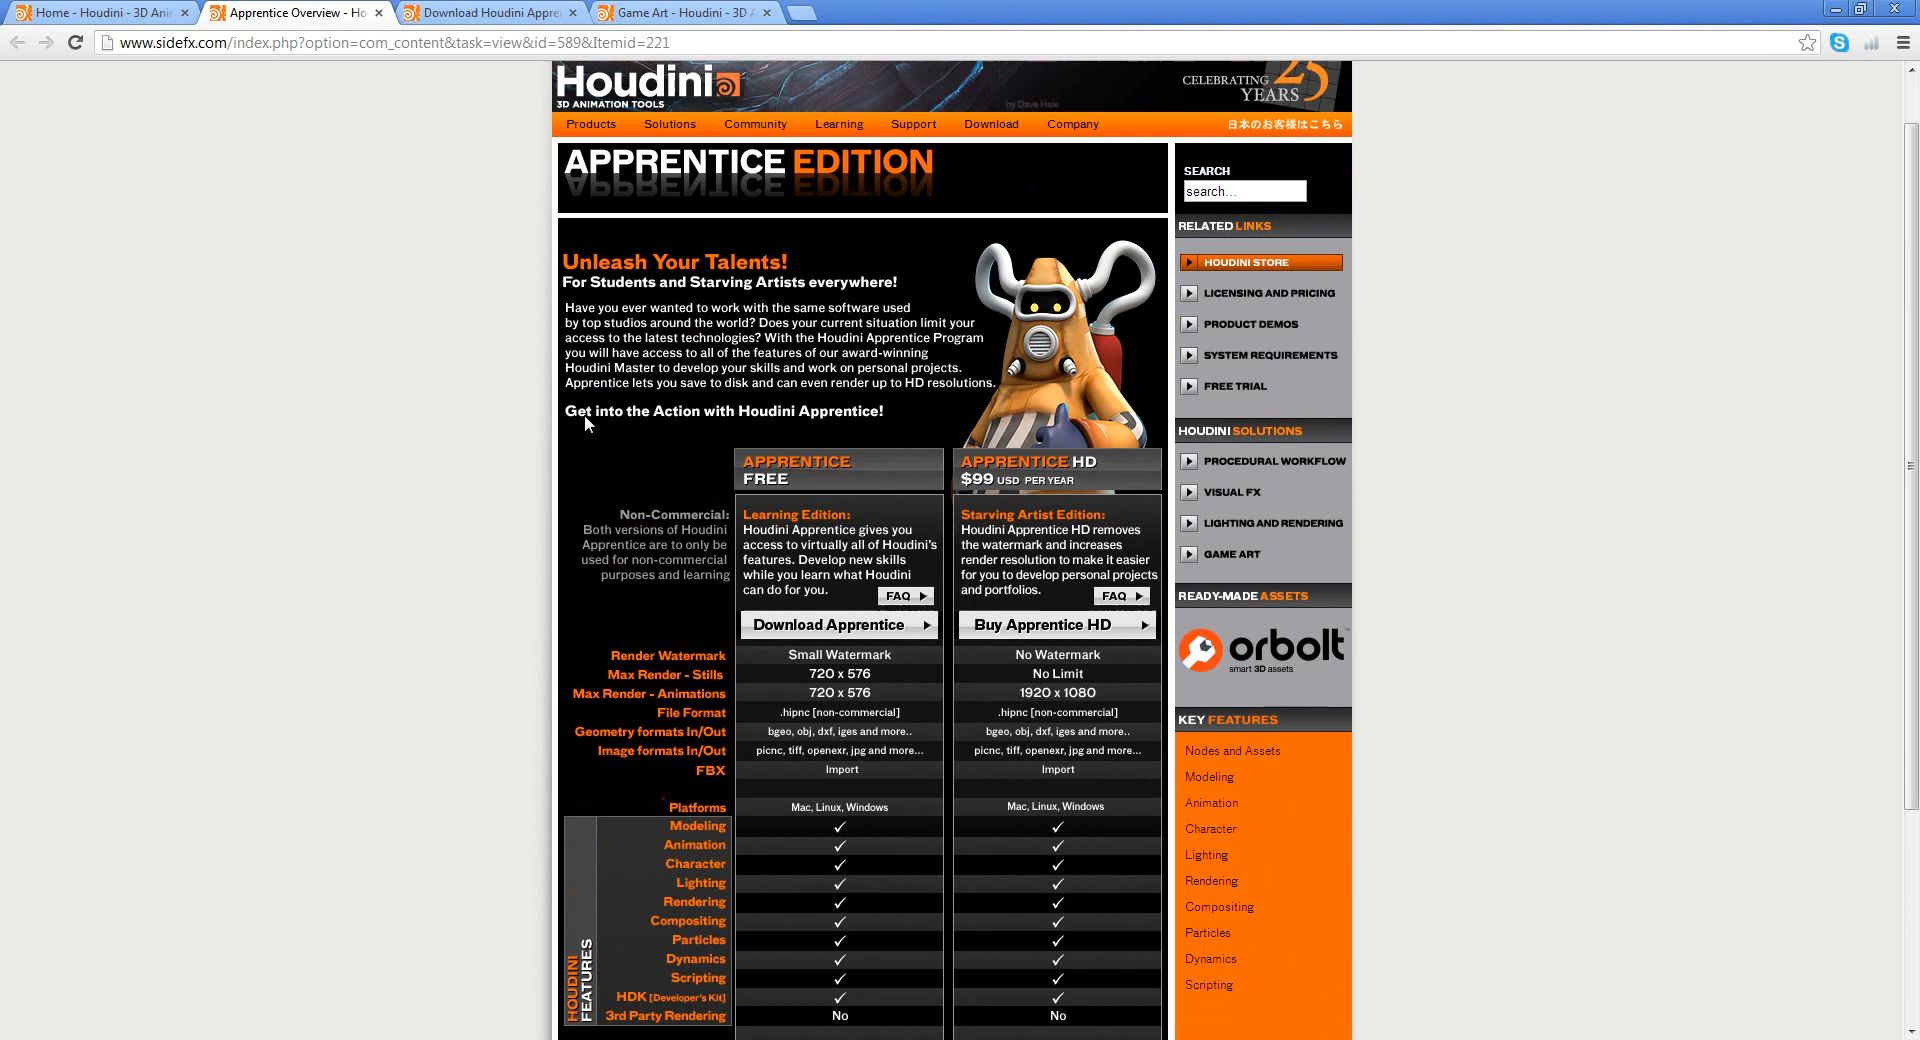 Home - Houdini - 3D Ani
Apprentice Overview - Ho
Download Houdini Appre
Game Art - Houdini - 3D A
www.sidefx.com/index.php?option=com_content&task=view&id=589&Itemid=221
Houdini
3D ANIMATION TOOLS
by Dave Hale
CELEBRATING 25
YEARS
Products Solutions Community Learning Support Download Company 日本のお客様はこちら
APPRENTICE EDITION
Unleash Your Talents!
For Students and Starving Artists everywhere!
Have you ever wanted to work with the same software used
by top studios around the world? Does your current situation limit your
access to the latest technologies? With the Houdini Apprentice Program
you will have access to all of the features of our award-winning
Houdini Master to develop your skills and work on personal projects.
Apprentice lets you save to disk and can even render up to HD resolutions.
Get into the Action with Houdini Apprentice!
APPRENTICE
FREE
APPRENTICE HD
$99 USD PER YEAR
Non-Commercial:
Both versions of Houdini
Apprentice are to only be
used for non-commercial
purposes and learning
Learning Edition:
Houdini Apprentice gives you
access to virtually all of Houdini's
features. Develop new skills
while you learn what Houdini
can do for you.
FAQ
Download Apprentice
Starving Artist Edition:
Houdini Apprentice HD removes
the watermark and increases
render resolution to make it easier
for you to develop personal projects
and portfolios.
FAQ
Buy Apprentice HD
Render Watermark Small Watermark No Watermark
Max Render - Stills 720 x 576 No Limit
Max Render - Animations 720 x 576 1920 x 1080
File Format .hipnc [non-commercial] .hipnc [non-commercial]
Geometry formats In/Out bgeo, obj, dxf, iges and more.. bgeo, obj, dxf, iges and more..
Image formats In/Out picnc, tiff, openexr, jpg and more... picnc, tiff, openexr, jpg and more...
FBX Import Import
Platforms Mac, Linux, Windows Mac, Linux, Windows
HOUDINI
FEATURES
Modeling ✓ ✓
Animation ✓ ✓
Character ✓ ✓
Lighting ✓ ✓
Rendering ✓ ✓
Compositing ✓ ✓
Particles ✓ ✓
Dynamics ✓ ✓
Scripting ✓ ✓
HDK [Developer's Kit] ✓ ✓
3rd Party Rendering No No
SEARCH
search...
RELATED LINKS
HOUDINI STORE
LICENSING AND PRICING
PRODUCT DEMOS
SYSTEM REQUIREMENTS
FREE TRIAL
HOUDINI SOLUTIONS
PROCEDURAL WORKFLOW
VISUAL FX
LIGHTING AND RENDERING
GAME ART
READY-MADE ASSETS
orbolt™
smart 3D assets
KEY FEATURES
Nodes and Assets
Modeling
Animation
Character
Lighting
Rendering
Compositing
Particles
Dynamics
Scripting